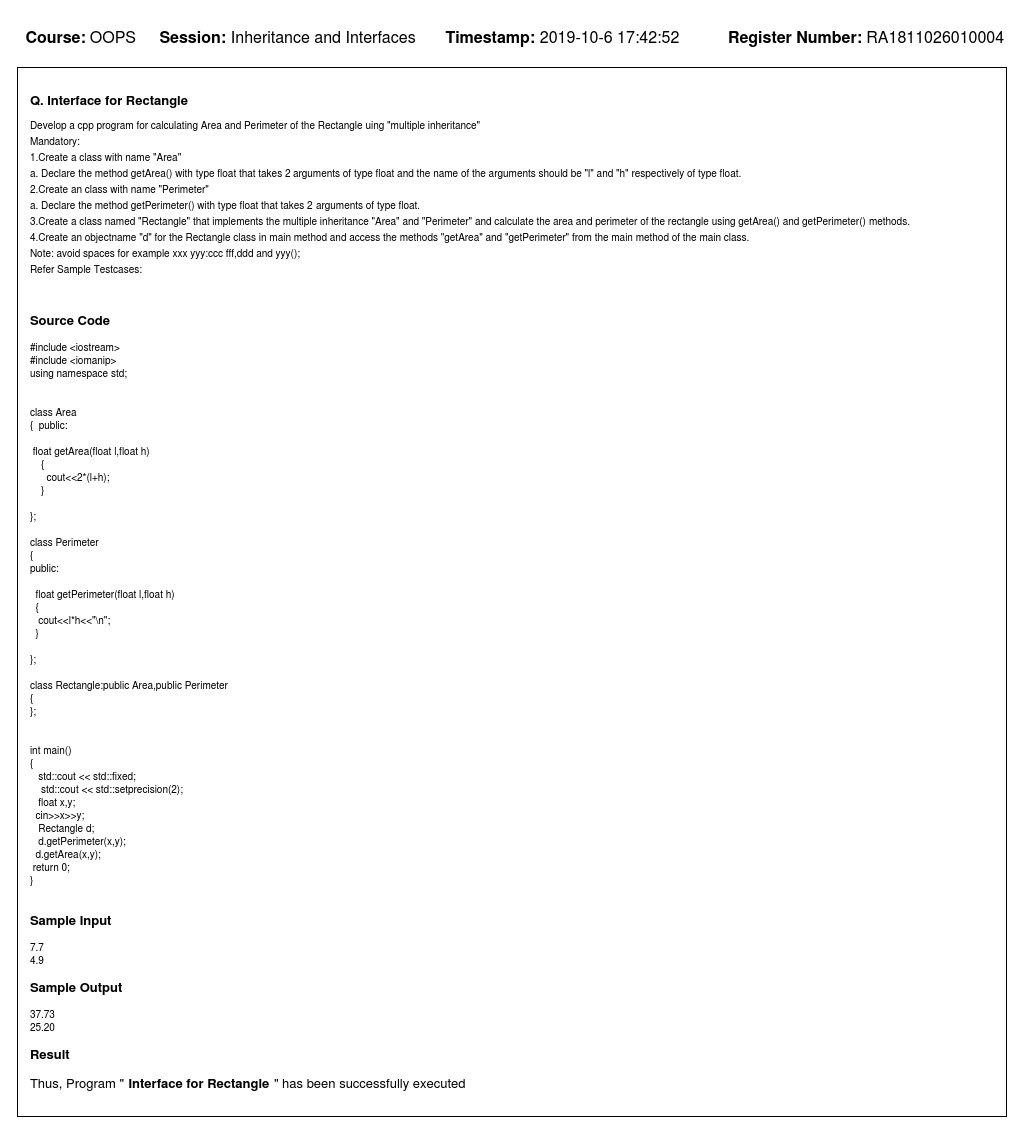 Course: OOPS Session: Inheritance and Interfaces Timestamp: 2019-10-6 17:42:52 Register Number: RA1811026010004
Q. Interface for Rectangle
Develop a cpp program for calculating Area and Perimeter of the Rectangle uing "multiple inheritance"
Mandatory:
1.Create a class with name "Area"
a. Declare the method getArea() with type float that takes 2 arguments of type float and the name of the arguments should be "l" and "h" respectively of type float.
2.Create an class with name "Perimeter"
a. Declare the method getPerimeter() with type float that takes 2 arguments of type float.
3.Create a class named "Rectangle" that implements the multiple inheritance "Area" and "Perimeter" and calculate the area and perimeter of the rectangle using getArea() and getPerimeter() methods.
4.Create an objectname "d" for the Rectangle class in main method and access the methods "getArea" and "getPerimeter" from the main method of the main class.
Note: avoid spaces for example xxx yyy:ccc fff,ddd and yyy();
Refer Sample Testcases:
Source Code
#include <iostream>
#include <iomanip>
using namespace std;
class Area
{ public:
float getArea(float l,float h)
{
cout<<2*(l+h);
}
};
class Perimeter
{
public:
float getPerimeter(float l,float h)
{
cout<<l*h<<"\n";
}
};
class Rectangle:public Area,public Perimeter
{
};
int main()
{
std::cout << std::fixed;
std::cout << std::setprecision(2);
float x,y;
cin>>x>>y;
Rectangle d;
d.getPerimeter(x,y);
d.getArea(x,y);
return 0;
}
Sample Input
7.7
4.9
Sample Output
37.73
25.20
Result
Thus, Program " Interface for Rectangle " has been successfully executed